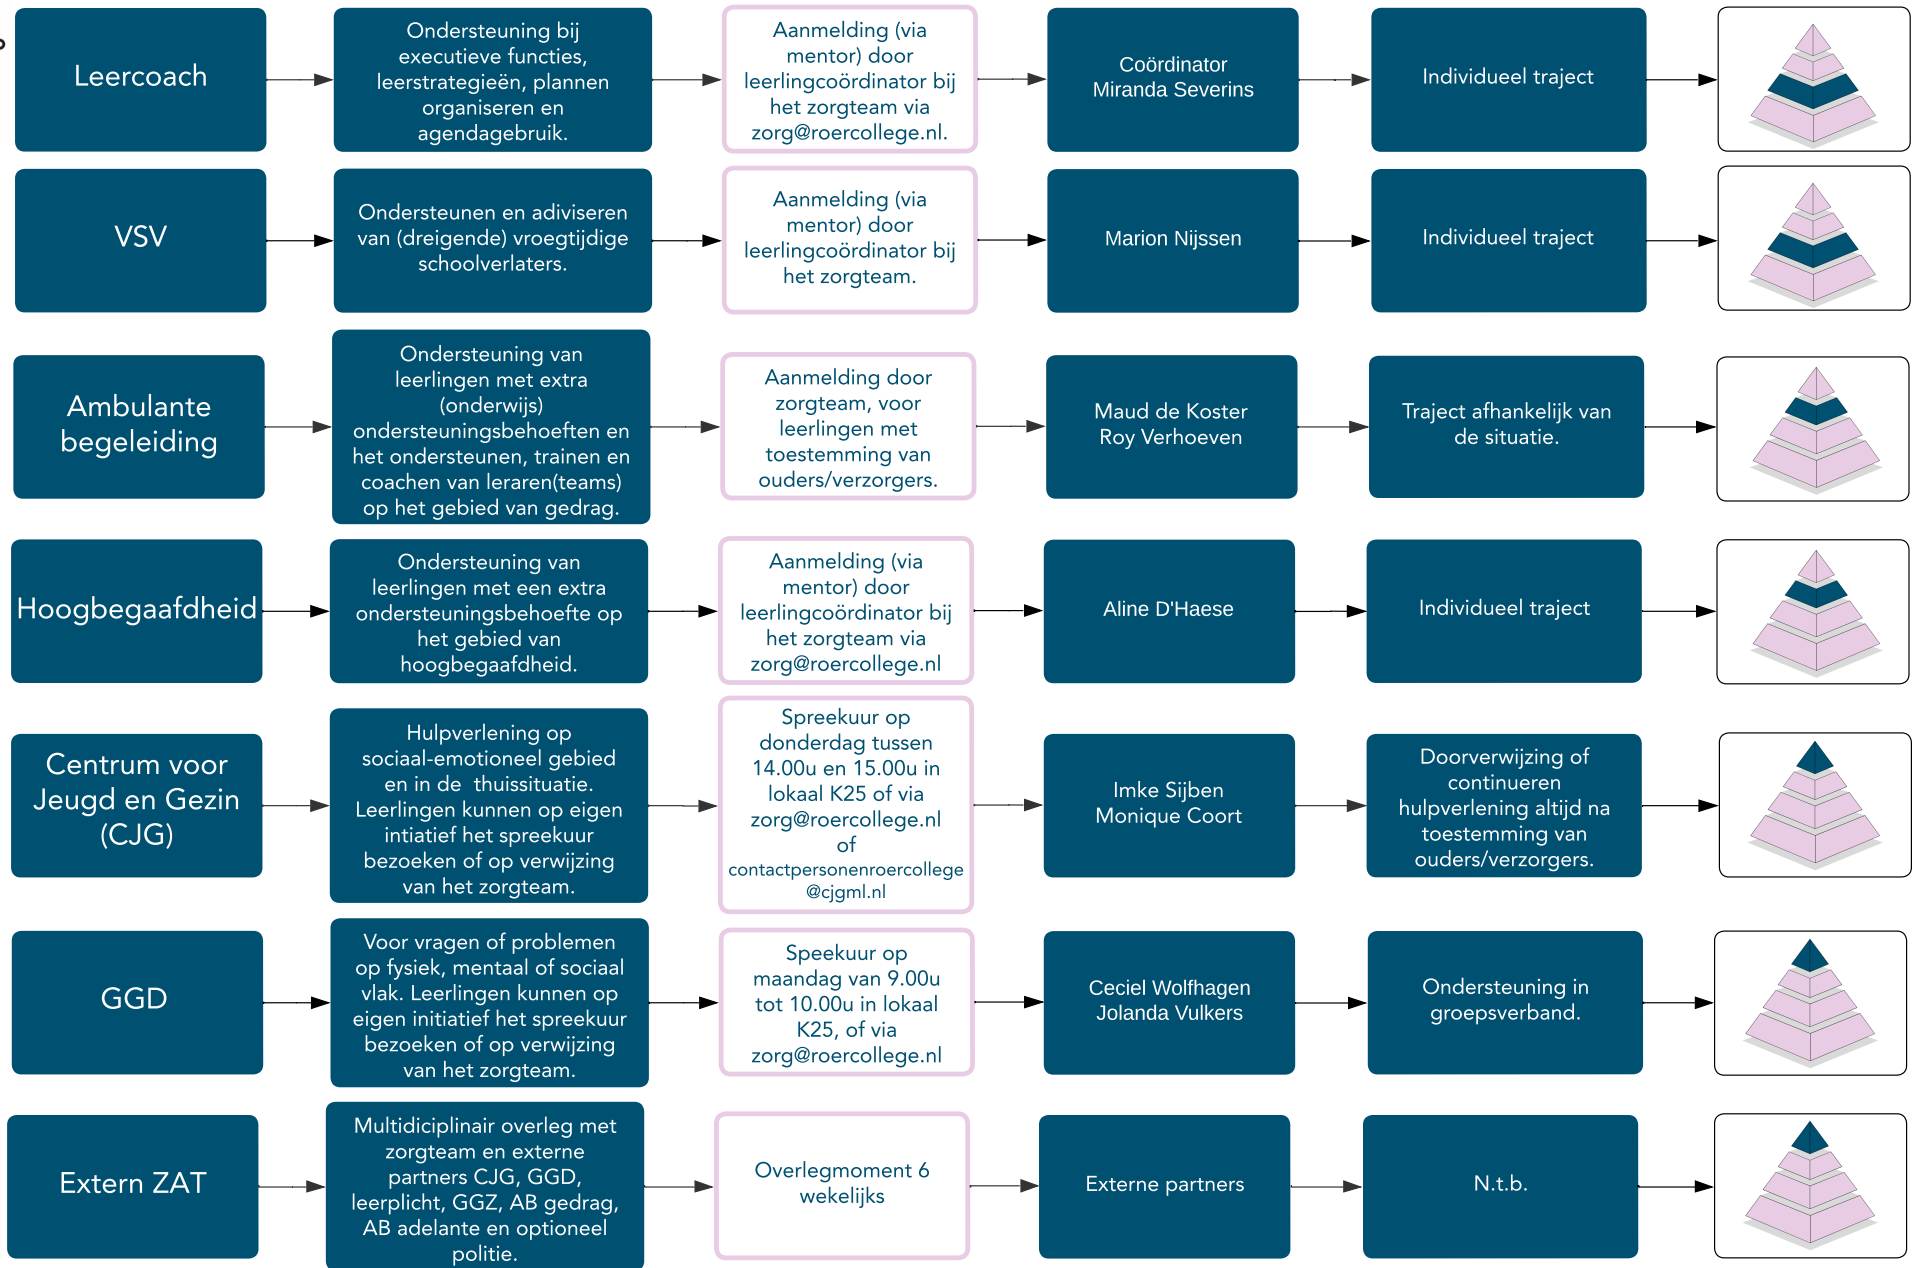 Leercoach
Ondersteuning bij
executieve functies,
leerstrategieën, plannen
organiseren en
agendagebruik.
Aanmelding (via
mentor) door
leerlingcoördinator bij
het zorgteam via
zorg@roercollege.nl.
Coördinator
Miranda Severins
Individueel traject
VSV
Ondersteunen en adiviseren
van (dreigende) vroegtijdige
schoolverlaters.
Aanmelding (via
mentor) door
leerlingcoördinator bij
het zorgteam.
Marion Nijssen
Individueel traject
Ambulante
begeleiding
Ondersteuning van
leerlingen met extra
(onderwijs)
ondersteuningsbehoeften en
het ondersteunen, trainen en
coachen van leraren(teams)
op het gebied van gedrag.
Aanmelding door
zorgteam, voor
leerlingen met
toestemming van
ouders/verzorgers.
Maud de Koster
Roy Verhoeven
Traject afhankelijk van
de situatie.
Hoogbegaafdheid
Ondersteuning van
leerlingen met een extra
ondersteuningsbehoefte op
het gebied van
hoogbegaafdheid.
Aanmelding (via
mentor) door
leerlingcoördinator bij
het zorgteam via
zorg@roercollege.nl
Aline D'Haese
Individueel traject
Centrum voor
Jeugd en Gezin
(CJG)
Hulpverlening op
sociaal-emotioneel gebied
en in de  thuissituatie.
Leerlingen kunnen op eigen
intiatief het spreekuur
bezoeken of op verwijzing
van het zorgteam.
Spreekuur op
donderdag tussen
14.00u en 15.00u in
lokaal K25 of via
zorg@roercollege.nl
of
contactpersonenroercollege
@cjgml.nl
Imke Sijben
Monique Coort
Doorverwijzing of
continueren
hulpverlening altijd na
toestemming van
ouders/verzorgers.
GGD
Voor vragen of problemen
op fysiek, mentaal of sociaal
vlak. Leerlingen kunnen op
eigen initiatief het spreekuur
bezoeken of op verwijzing
van het zorgteam.
Speekuur op
maandag van 9.00u
tot 10.00u in lokaal
K25, of via
zorg@roercollege.nl
Ceciel Wolfhagen
Jolanda Vulkers
Ondersteuning in
groepsverband.
Extern ZAT
Multidiciplinair overleg met
zorgteam en externe
partners CJG, GGD,
leerplicht, GGZ, AB gedrag,
AB adelante en optioneel
politie.
Overlegmoment 6
wekelijks
Externe partners
N.t.b.